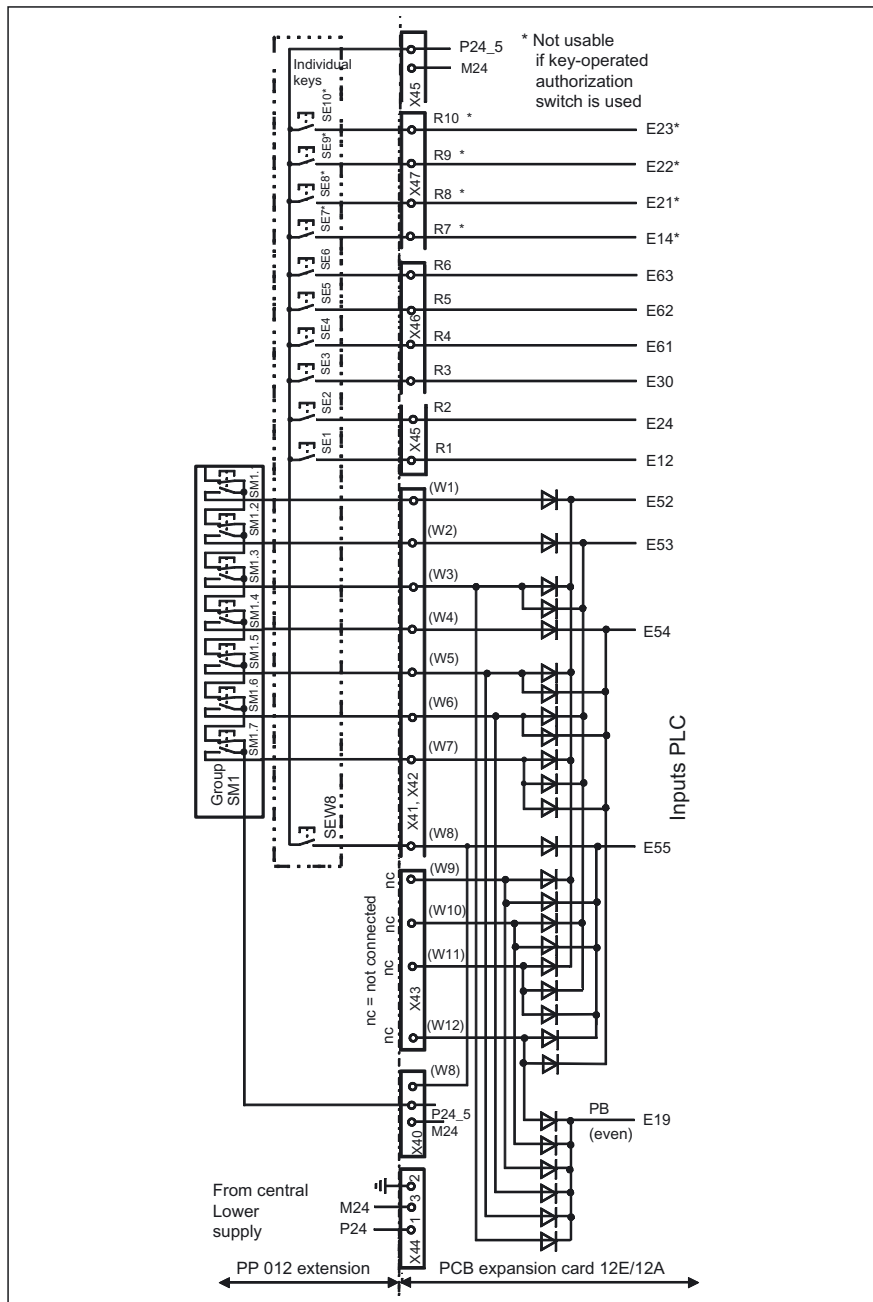 P24_5
M24
* Not usable
if key-operated
authorization
switch is used
Individual
keys
X45
SE10*
R10 *
E23*
SE9*
R9 *
E22*
X47
SE8*
R8 *
E21*
SE7*
R7 *
E14*
SE6
R6
E63
SE5
R5
E62
X46
SE4
R4
E61
SE3
R3
E30
SE2
R2
E24
X45
SE1
R1
E12
SM1.
(W1)
E52
SM1.2
(W2)
E53
SM1.3
(W3)
SM1.4
(W4)
E54
SM1.5
(W5)
SM1.6
(W6)
SM1.7
(W7)
Group
SM1
X41, X42
Inputs PLC
SEW8
(W8)
E55
nc
(W9)
nc
(W10)
nc
(W11)
nc = not connected
X43
nc
(W12)
(W8)
P24_5
M24
X40
PB
(even)
E19
From central
Lower
supply
2
M24
3
P24
1
X44
PP 012 extension
PCB expansion card 12E/12A